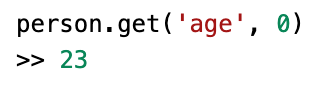 person.get('age', 0)
>> 23